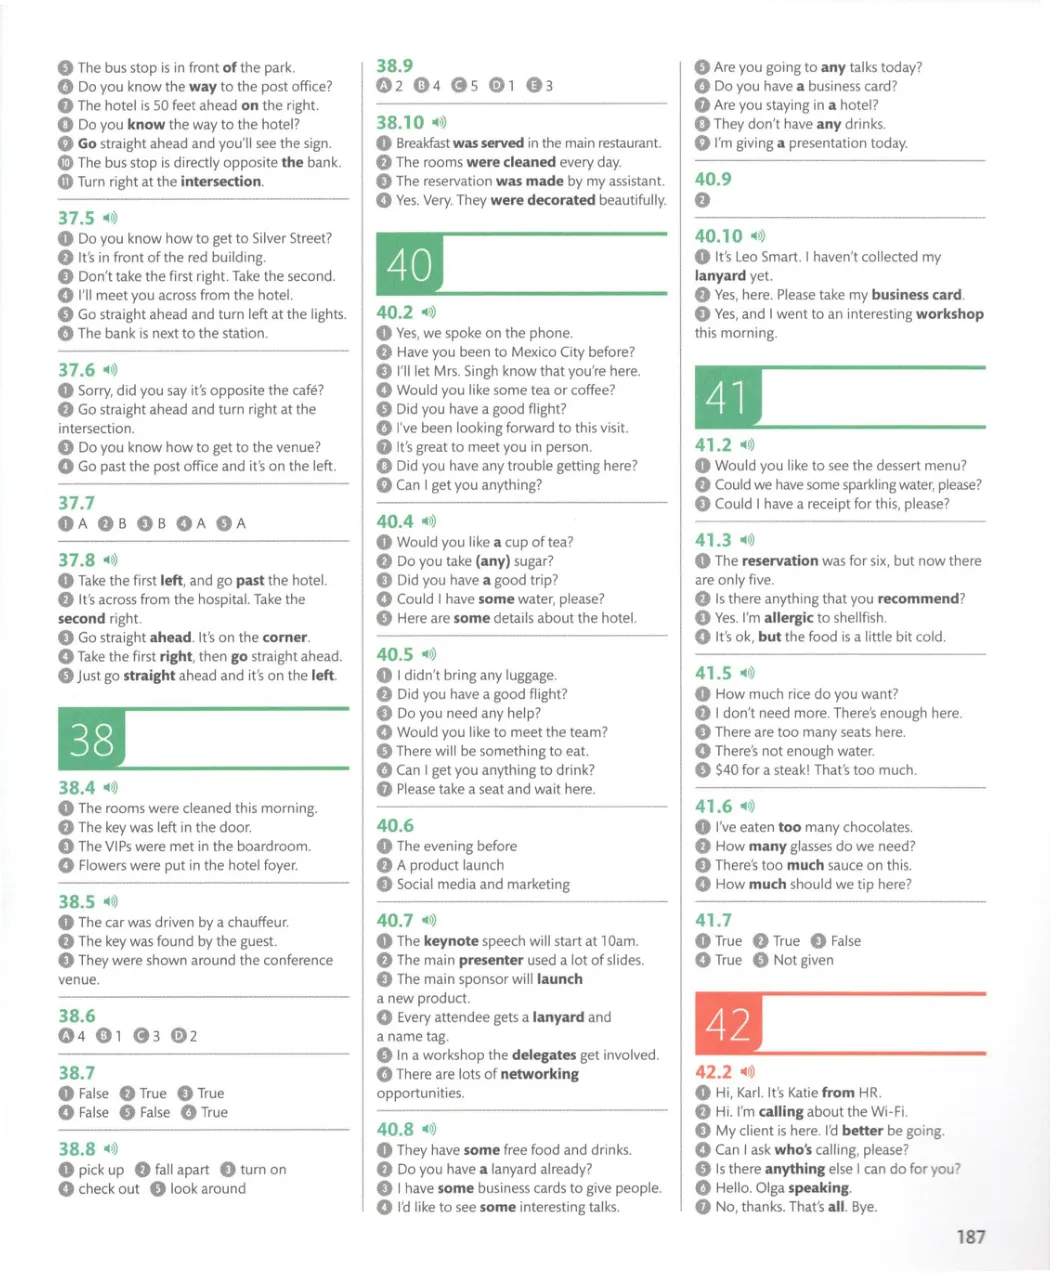 5 The bus stop is in front of the park.
6 Do you know the way to the post office?
7 The hotel is 50 feet ahead on the right.
8 Do you know the way to the hotel?
9 Go straight ahead and you'll see the sign.
10 The bus stop is directly opposite the bank.
11 Turn right at the intersection.
37.5
1 Do you know how to get to Silver Street?
2 It's in front of the red building.
3 Don't take the first right. Take the second.
4 I'll meet you across from the hotel.
5 Go straight ahead and turn left at the lights.
6 The bank is next to the station.
37.6
1 Sorry, did you say it's opposite the café?
2 Go straight ahead and turn right at the
intersection.
3 Do you know how to get to the venue?
4 Go past the post office and it's on the left.
37.7
1 A 2 B 3 B 4 A 5 A
37.8
1 Take the first left, and go past the hotel.
2 It's across from the hospital. Take the
second right.
3 Go straight ahead. It's on the corner.
4 Take the first right, then go straight ahead.
5 Just go straight ahead and it's on the left.
38
38.4
1 The rooms were cleaned this morning.
2 The key was left in the door.
3 The VIPs were met in the boardroom.
4 Flowers were put in the hotel foyer.
38.5
1 The car was driven by a chauffeur.
2 The key was found by the guest.
3 They were shown around the conference
venue.
38.6
A 4 B 1 C 3 D 2
38.7
1 False 2 True 3 True
4 False 5 False 6 True
38.8
1 pick up 2 fall apart 3 turn on
4 check out 5 look around
38.9
A 2 B 4 C 5 D 1 E 3
38.10
1 Breakfast was served in the main restaurant.
2 The rooms were cleaned every day.
3 The reservation was made by my assistant.
4 Yes. Very. They were decorated beautifully.
40
40.2
1 Yes, we spoke on the phone.
2 Have you been to Mexico City before?
3 I'll let Mrs. Singh know that you're here.
4 Would you like some tea or coffee?
5 Did you have a good flight?
6 I've been looking forward to this visit.
7 It's great to meet you in person.
8 Did you have any trouble getting here?
9 Can I get you anything?
40.4
1 Would you like a cup of tea?
2 Do you take (any) sugar?
3 Did you have a good trip?
4 Could I have some water, please?
5 Here are some details about the hotel.
40.5
1 I didn't bring any luggage.
2 Did you have a good flight?
3 Do you need any help?
4 Would you like to meet the team?
5 There will be something to eat.
6 Can I get you anything to drink?
7 Please take a seat and wait here.
40.6
1 The evening before
2 A product launch
3 Social media and marketing
40.7
1 The keynote speech will start at 10am.
2 The main presenter used a lot of slides.
3 The main sponsor will launch
a new product.
4 Every attendee gets a lanyard and
a name tag.
5 In a workshop the delegates get involved.
6 There are lots of networking
opportunities.
40.8
1 They have some free food and drinks.
2 Do you have a lanyard already?
3 I have some business cards to give people.
4 I'd like to see some interesting talks.
5 Are you going to any talks today?
6 Do you have a business card?
7 Are you staying in a hotel?
8 They don't have any drinks.
9 I'm giving a presentation today.
40.9
2
40.10
1 It's Leo Smart. I haven't collected my
lanyard yet.
2 Yes, here. Please take my business card.
3 Yes, and I went to an interesting workshop
this morning.
41
41.2
1 Would you like to see the dessert menu?
2 Could we have some sparkling water, please?
3 Could I have a receipt for this, please?
41.3
1 The reservation was for six, but now there
are only five.
2 Is there anything that you recommend?
3 Yes. I'm allergic to shellfish.
4 It's ok, but the food is a little bit cold.
41.5
1 How much rice do you want?
2 I don't need more. There's enough here.
3 There are too many seats here.
4 There's not enough water.
5 $40 for a steak! That's too much.
41.6
1 I've eaten too many chocolates.
2 How many glasses do we need?
3 There's too much sauce on this.
4 How much should we tip here?
41.7
1 True 2 True 3 False
4 True 5 Not given
42
42.2
1 Hi, Karl. It's Katie from HR.
2 Hi. I'm calling about the Wi-Fi.
3 My client is here. I'd better be going.
4 Can I ask who's calling, please?
5 Is there anything else I can do for you?
6 Hello. Olga speaking.
7 No, thanks. That's all. Bye.
187